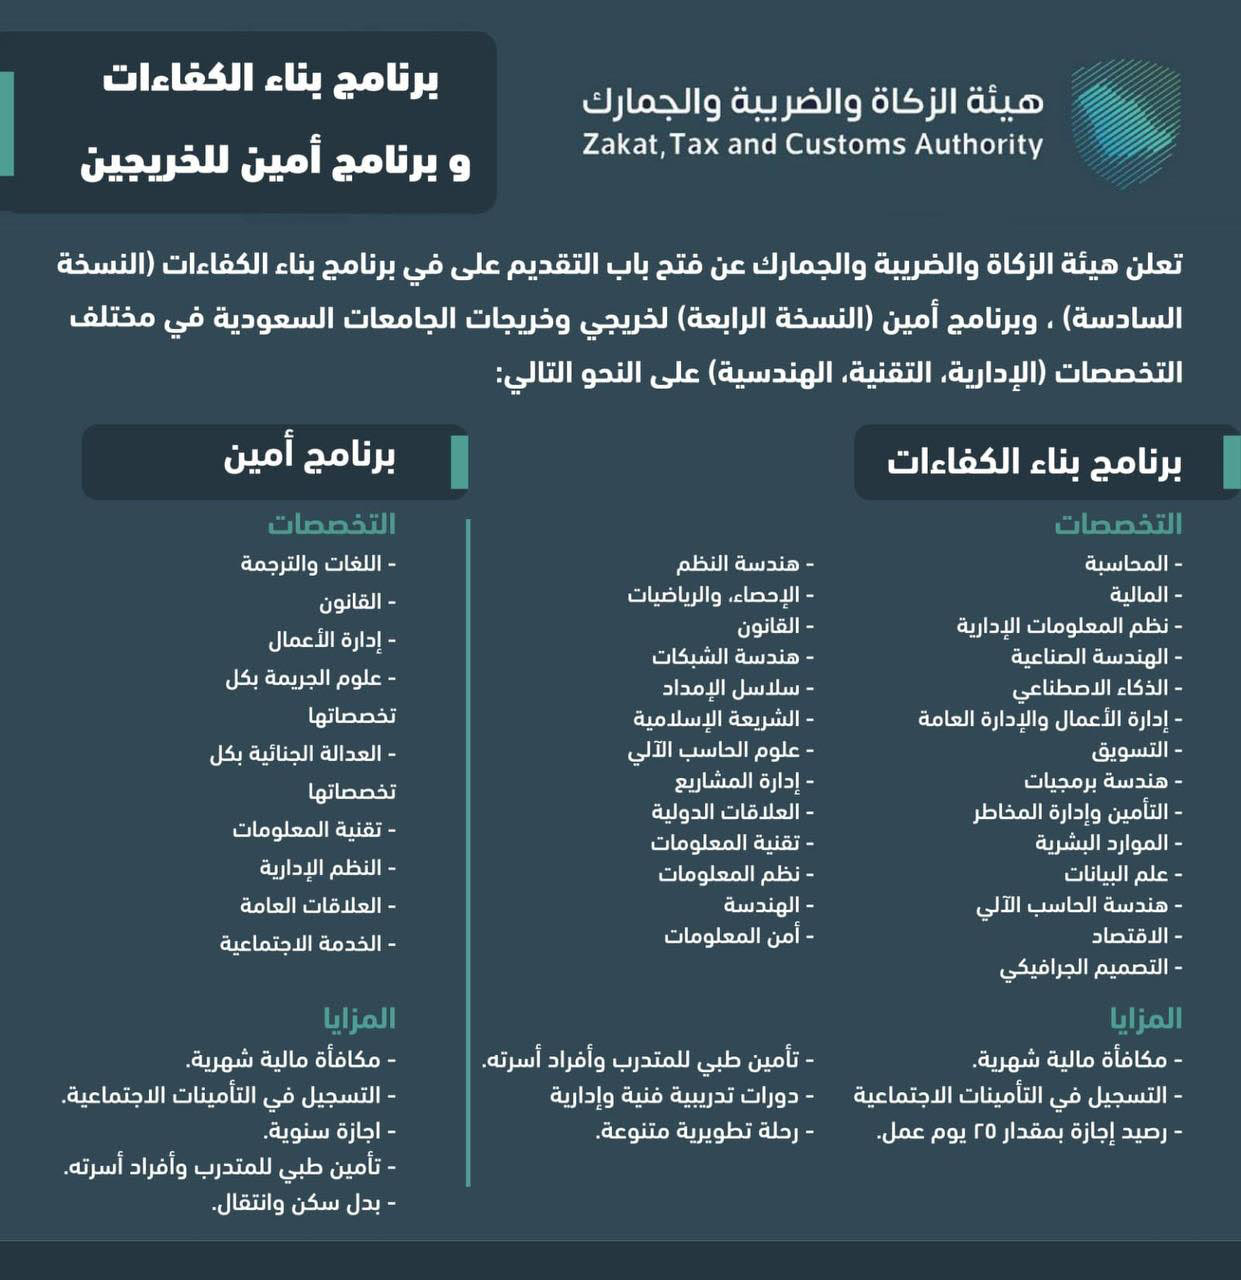 هيئة الزكاة والضريبة والجمارك
Zakat, Tax and Customs Authority
برنامج بناء الكفاءات
و برنامج أمين للخريجين
تعلن هيئة الزكاة والضريبة والجمارك عن فتح باب التقديم على في برنامج بناء الكفاءات (النسخة
السادسة) ، وبرنامج أمين (النسخة الرابعة) لخريجي وخريجات الجامعات السعودية في مختلف
التخصصات (الإدارية، التقنية، الهندسية) على النحو التالي:
برنامج بناء الكفاءات
التخصصات
- المحاسبة
- المالية
- نظم المعلومات الإدارية
- الهندسة الصناعية
- الذكاء الاصطناعي
- إدارة الأعمال والإدارة العامة
- التسويق
- هندسة برمجيات
- التأمين وإدارة المخاطر
- الموارد البشرية
- علم البيانات
- هندسة الحاسب الآلي
- الاقتصاد
- التصميم الجرافيكي
- هندسة النظم
- الإحصاء، والرياضيات
- القانون
- هندسة الشبكات
- سلاسل الإمداد
- الشريعة الإسلامية
- علوم الحاسب الآلي
- إدارة المشاريع
- العلاقات الدولية
- تقنية المعلومات
- نظم المعلومات
- الهندسة
- أمن المعلومات
المزايا
- مكافأة مالية شهرية.
- التسجيل في التأمينات الاجتماعية
- رصيد إجازة بمقدار ٢٥ يوم عمل.
- تأمين طبي للمتدرب وأفراد أسرته.
- دورات تدريبية فنية وإدارية
- رحلة تطويرية متنوعة.
برنامج أمين
التخصصات
- اللغات والترجمة
- القانون
- إدارة الأعمال
- علوم الجريمة بكل
تخصصاتها
- العدالة الجنائية بكل
تخصصاتها
- تقنية المعلومات
- النظم الإدارية
- العلاقات العامة
- الخدمة الاجتماعية
المزايا
- مكافأة مالية شهرية.
- التسجيل في التأمينات الاجتماعية.
- اجازة سنوية.
- تأمين طبي للمتدرب وأفراد أسرته.
- بدل سكن وانتقال.